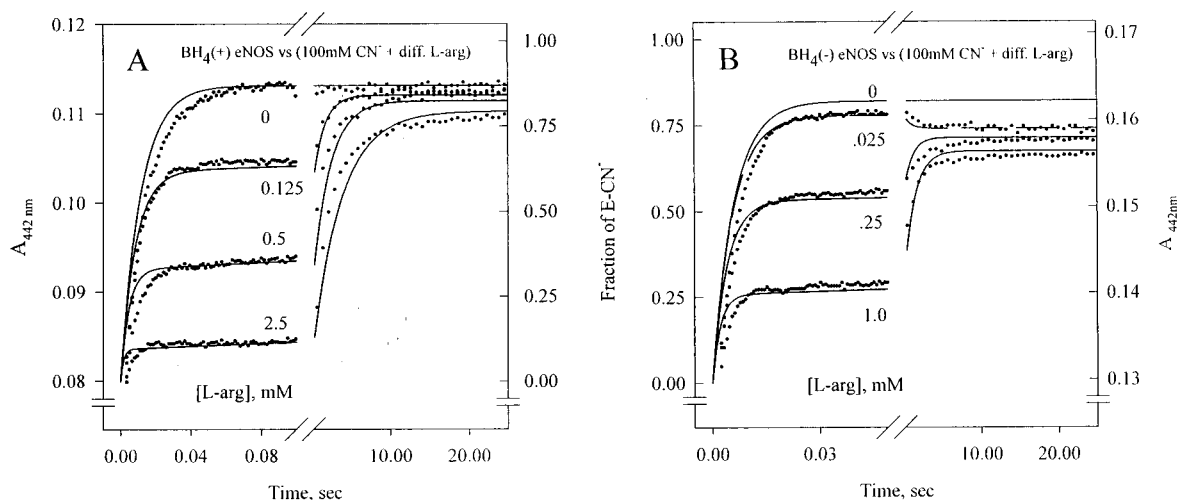 A
BH4(+) eNOS vs (100mM CN- + diff. L-arg)
0.12
0.11
0.10
0.09
0.08
A442 nm
0
0.125
0.5
2.5
[L-arg], mM
1.00
0.75
0.50
0.25
0.00
0.00 0.04 0.08 10.00 20.00
Time, sec
B
BH4(-) eNOS vs (100mM CN- + diff. L-arg)
Fraction of E-CN-
1.00
0.75
0.50
0.25
0.00
0
.025
.25
1.0
[L-arg], mM
0.17
0.16
0.15
0.14
0.13
A 442nm
0.00 0.03 10.00 20.00
Time, sec